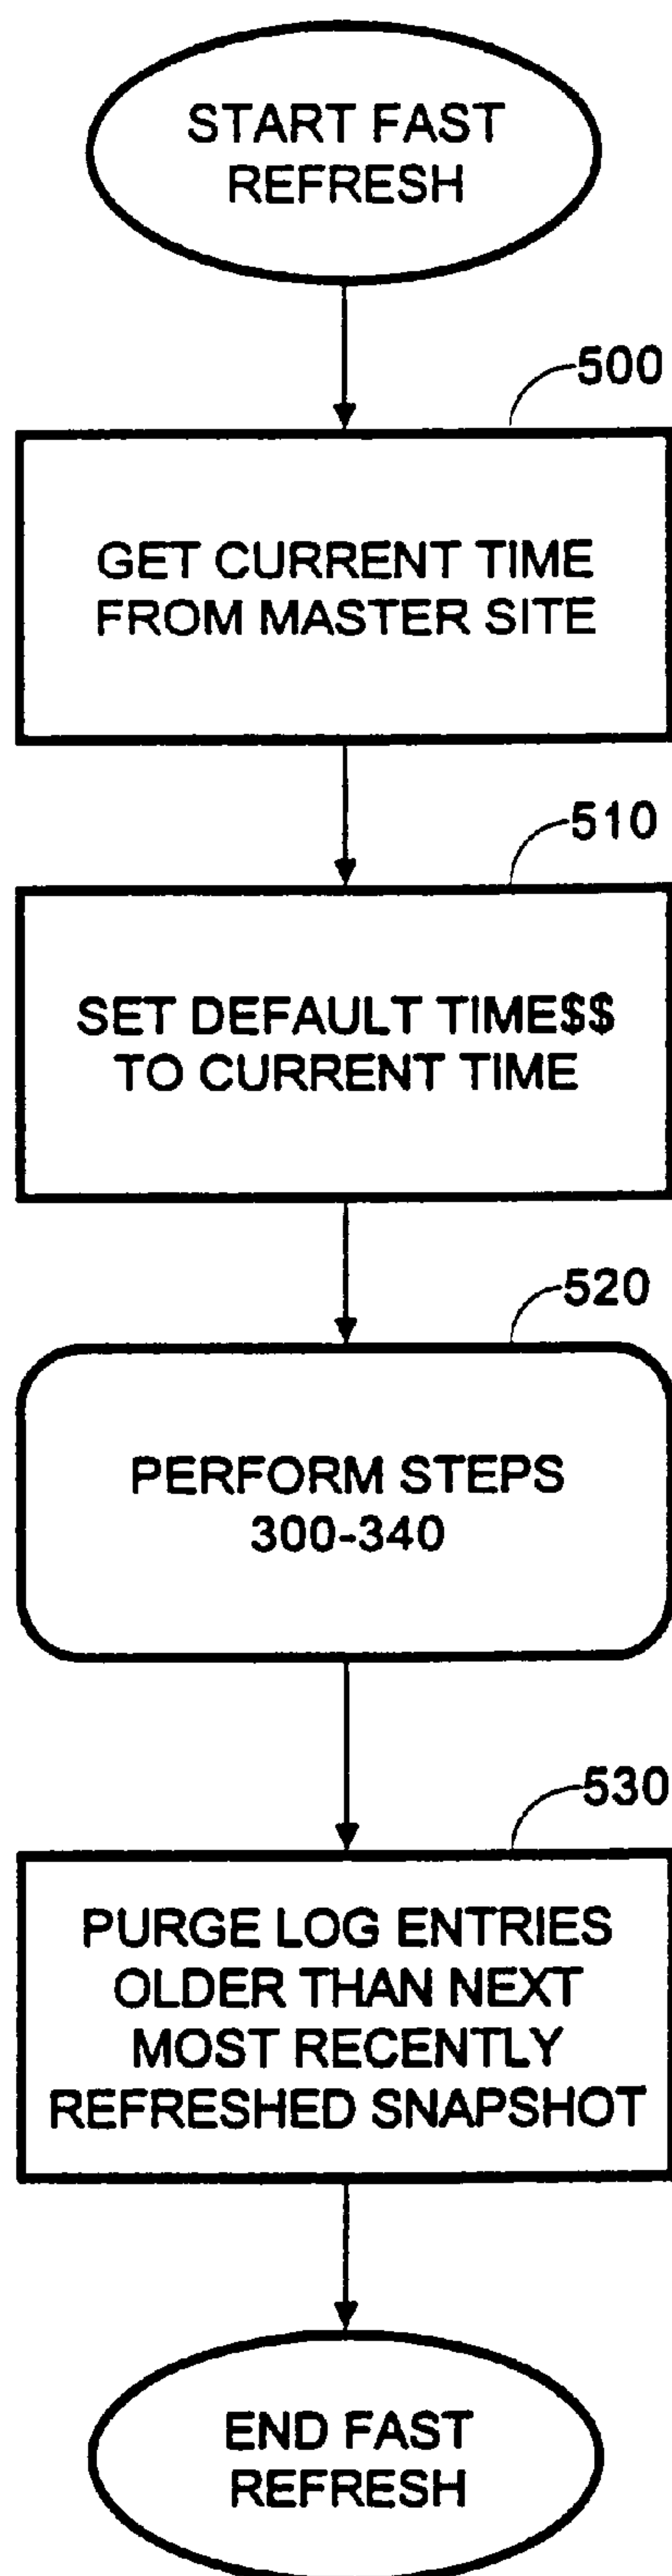 START FAST
REFRESH
500
GET CURRENT TIME
FROM MASTER SITE
510
SET DEFAULT TIME$$
TO CURRENT TIME
520
PERFORM STEPS
300-340
530
PURGE LOG ENTRIES
OLDER THAN NEXT
MOST RECENTLY
REFRESHED SNAPSHOT
END FAST
REFRESH